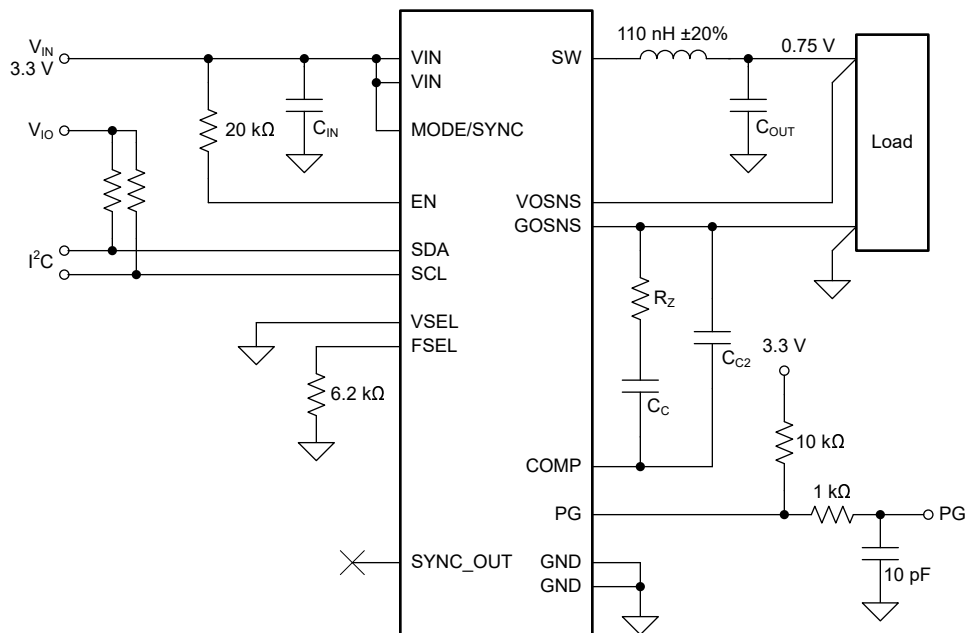 V_IN
3.3 V
V_IO
I²C
20 kΩ
C_IN
6.2 kΩ
VIN
VIN
MODE/SYNC
EN
SDA
SCL
VSEL
FSEL
SYNC_OUT
SW
VOSNS
GOSNS
COMP
PG
GND
GND
110 nH ±20%
0.75 V
C_OUT
Load
R_Z
C_C
C_C2
3.3 V
10 kΩ
1 kΩ
PG
10 pF